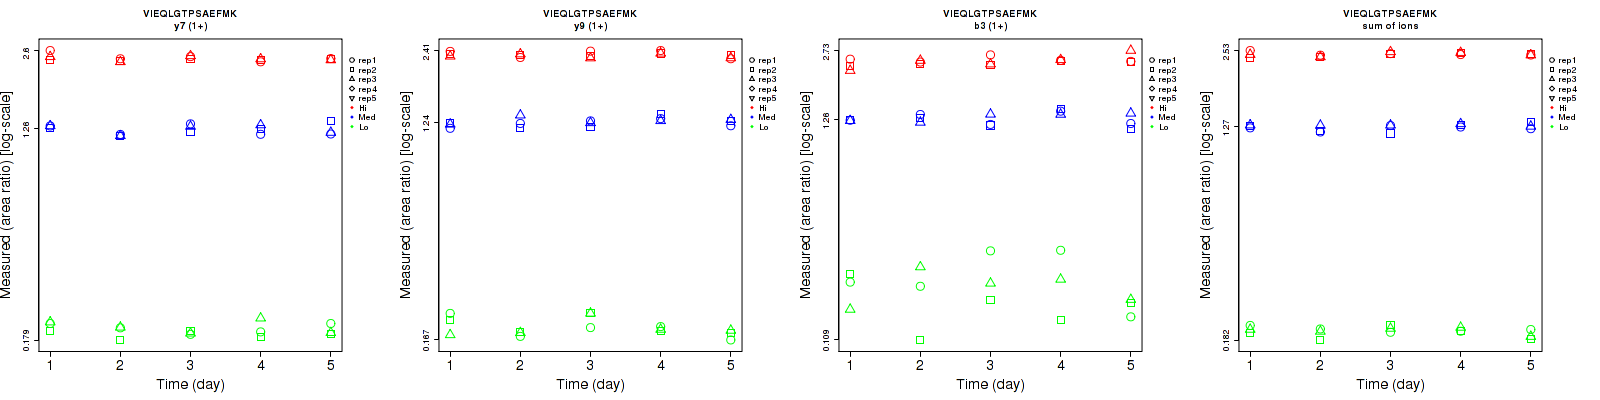 VIEQLGTPSAEFMK
y7 (1+)
Measured (area ratio) [log-scale]
2.6
1.26
0.179
1 2 3 4 5
Time (day)
rep1
rep2
rep3
rep4
rep5
Hi
Med
Lo
VIEQLGTPSAEFMK
y9 (1+)
Measured (area ratio) [log-scale]
2.41
1.24
0.167
1 2 3 4 5
Time (day)
rep1
rep2
rep3
rep4
rep5
Hi
Med
Lo
VIEQLGTPSAEFMK
b3 (1+)
Measured (area ratio) [log-scale]
2.73
1.26
0.109
1 2 3 4 5
Time (day)
rep1
rep2
rep3
rep4
rep5
Hi
Med
Lo
VIEQLGTPSAEFMK
sum of ions
Measured (area ratio) [log-scale]
2.53
1.27
0.182
1 2 3 4 5
Time (day)
rep1
rep2
rep3
rep4
rep5
Hi
Med
Lo